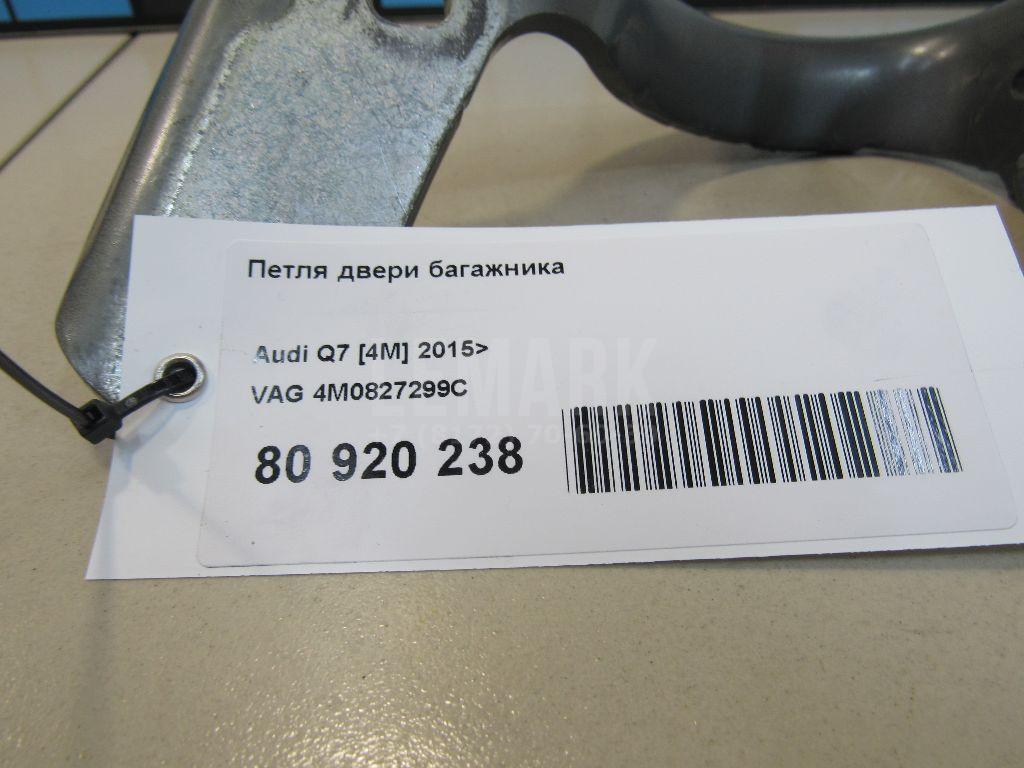 Петля двери багажника
Audi Q7 [4M] 2015>
VAG 4M0827299C
80 920 238
LEMARK